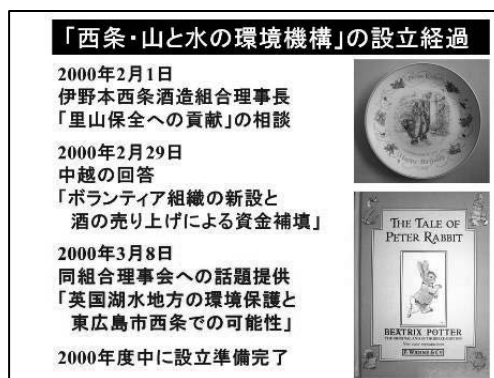 「西条・山と水の環境機構」の設立経過
2000年2月1日
伊野本西条酒造組合理事長
「里山保全への貢献」の相談
2000年2月29日
中越の回答
「ボランティア組織の新設と
酒の売り上げによる資金補填」
2000年3月8日
同組合理事会への話題提供
「英国湖水地方の環境保護と
東広島市西条での可能性」
2000年度中に設立準備完了
THE TALE OF
PETER RABBIT
BEATRIX POTTER
F. WARNE & Co